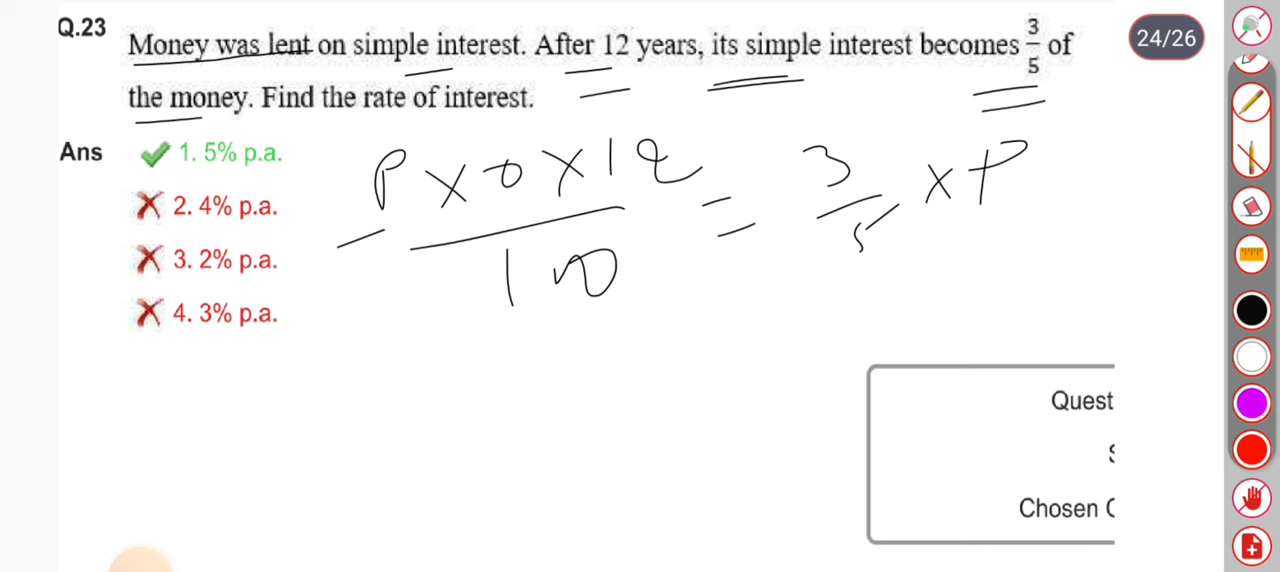 Q.23 Money was lent on simple interest. After 12 years, its simple interest becomes 3/5 of
the money. Find the rate of interest.
24/26
Ans 1. 5% p.a.
2. 4% p.a.
3. 2% p.a.
4. 3% p.a.
P × r × 12 / 100 = 3/5 × P
Quest
S
Chosen